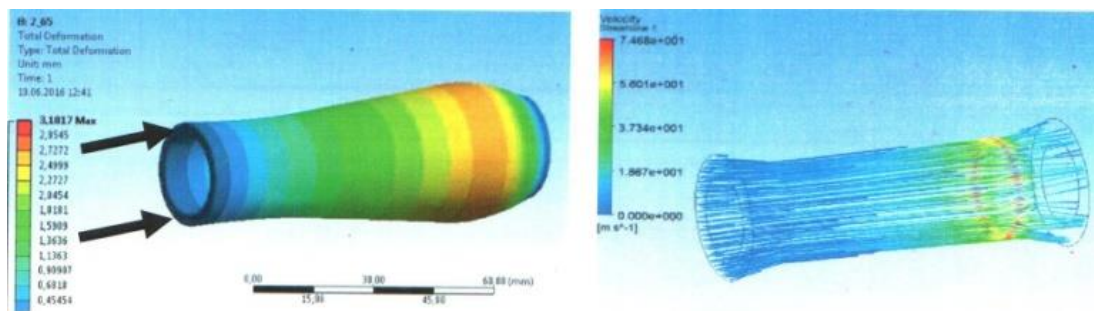 Total Deformation
Type: Total Deformation
Unit: mm
Time: 1
19.06.2016 12:41
3,1817 Max
2,9545
2,7272
2,4999
2,2727
2,0454
1,8181
1,5909
1,3636
1,1363
0,90907
0,6818
0,45454
0,00
30,00
60,00 (mm)
15,00
45,00
Velocity
Streamline 1
7.468e+001
5.601e+001
3.734e+001
1.867e+001
0.000e+000
[m s^-1]